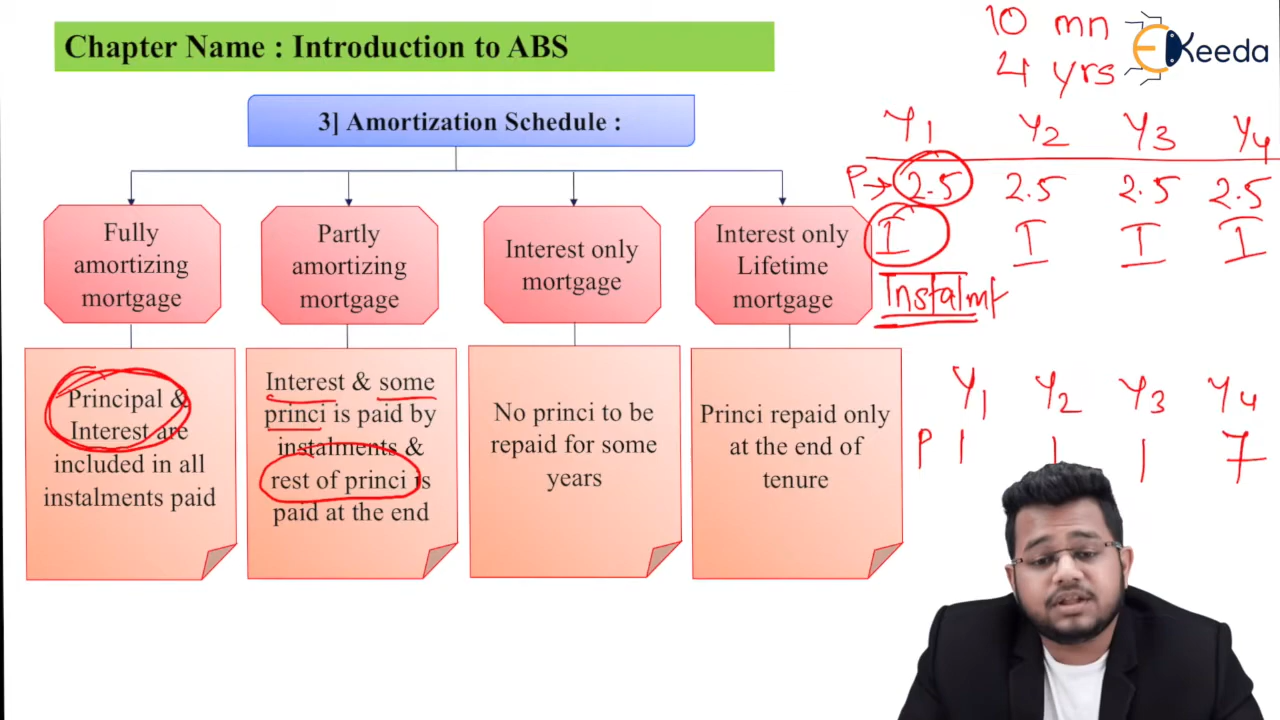 Chapter Name : Introduction to ABS
3] Amortization Schedule :
Fully
amortizing
mortgage
Partly
amortizing
mortgage
Interest only
mortgage
Interest only
Lifetime
mortgage
Principal &
Interest are
included in all
instalments paid
Interest & some
princi is paid by
instalments &
rest of princi is
paid at the end
No princi to be
repaid for some
years
Princi repaid only
at the end of
tenure
10 mn
4 yrs
EKeeda
Y1 Y2 Y3 Y4
P → 2.5 2.5 2.5 2.5
I I I I
Instalmt
Y1 Y2 Y3 Y4
P 1 1 1 7